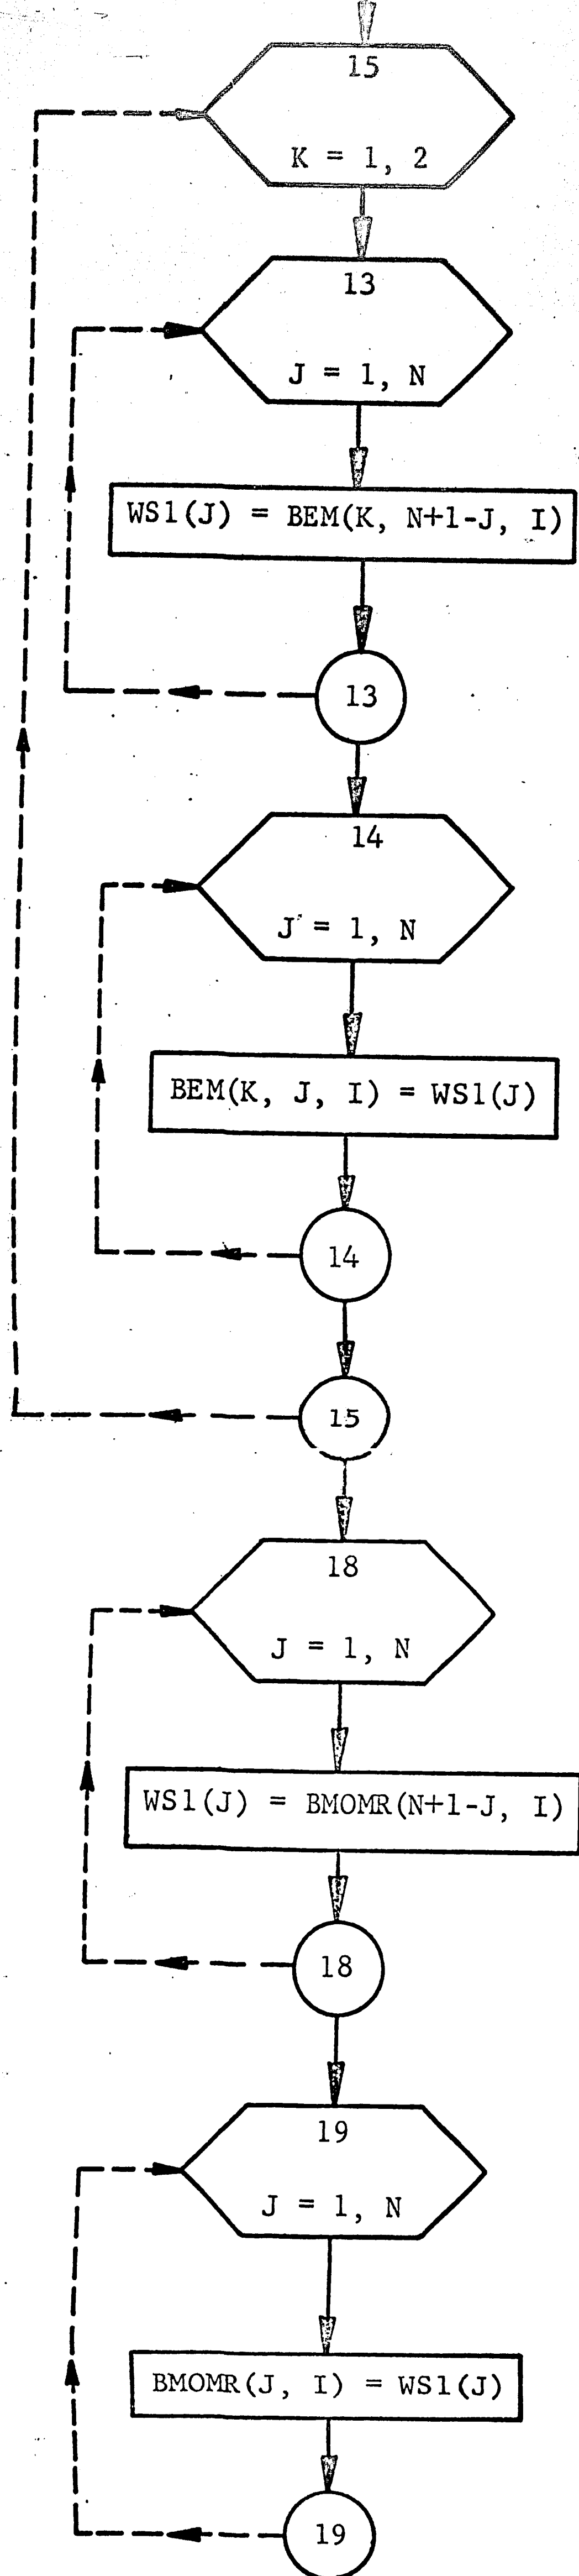 15
K = 1, 2
13
J = 1, N
WS1(J) = BEM(K, N+1-J, I)
13
14
J = 1, N
BEM(K, J, I) = WS1(J)
14
15
18
J = 1, N
WS1(J) = BMOMR(N+1-J, I)
18
19
J = 1, N
BMOMR(J, I) = WS1(J)
19